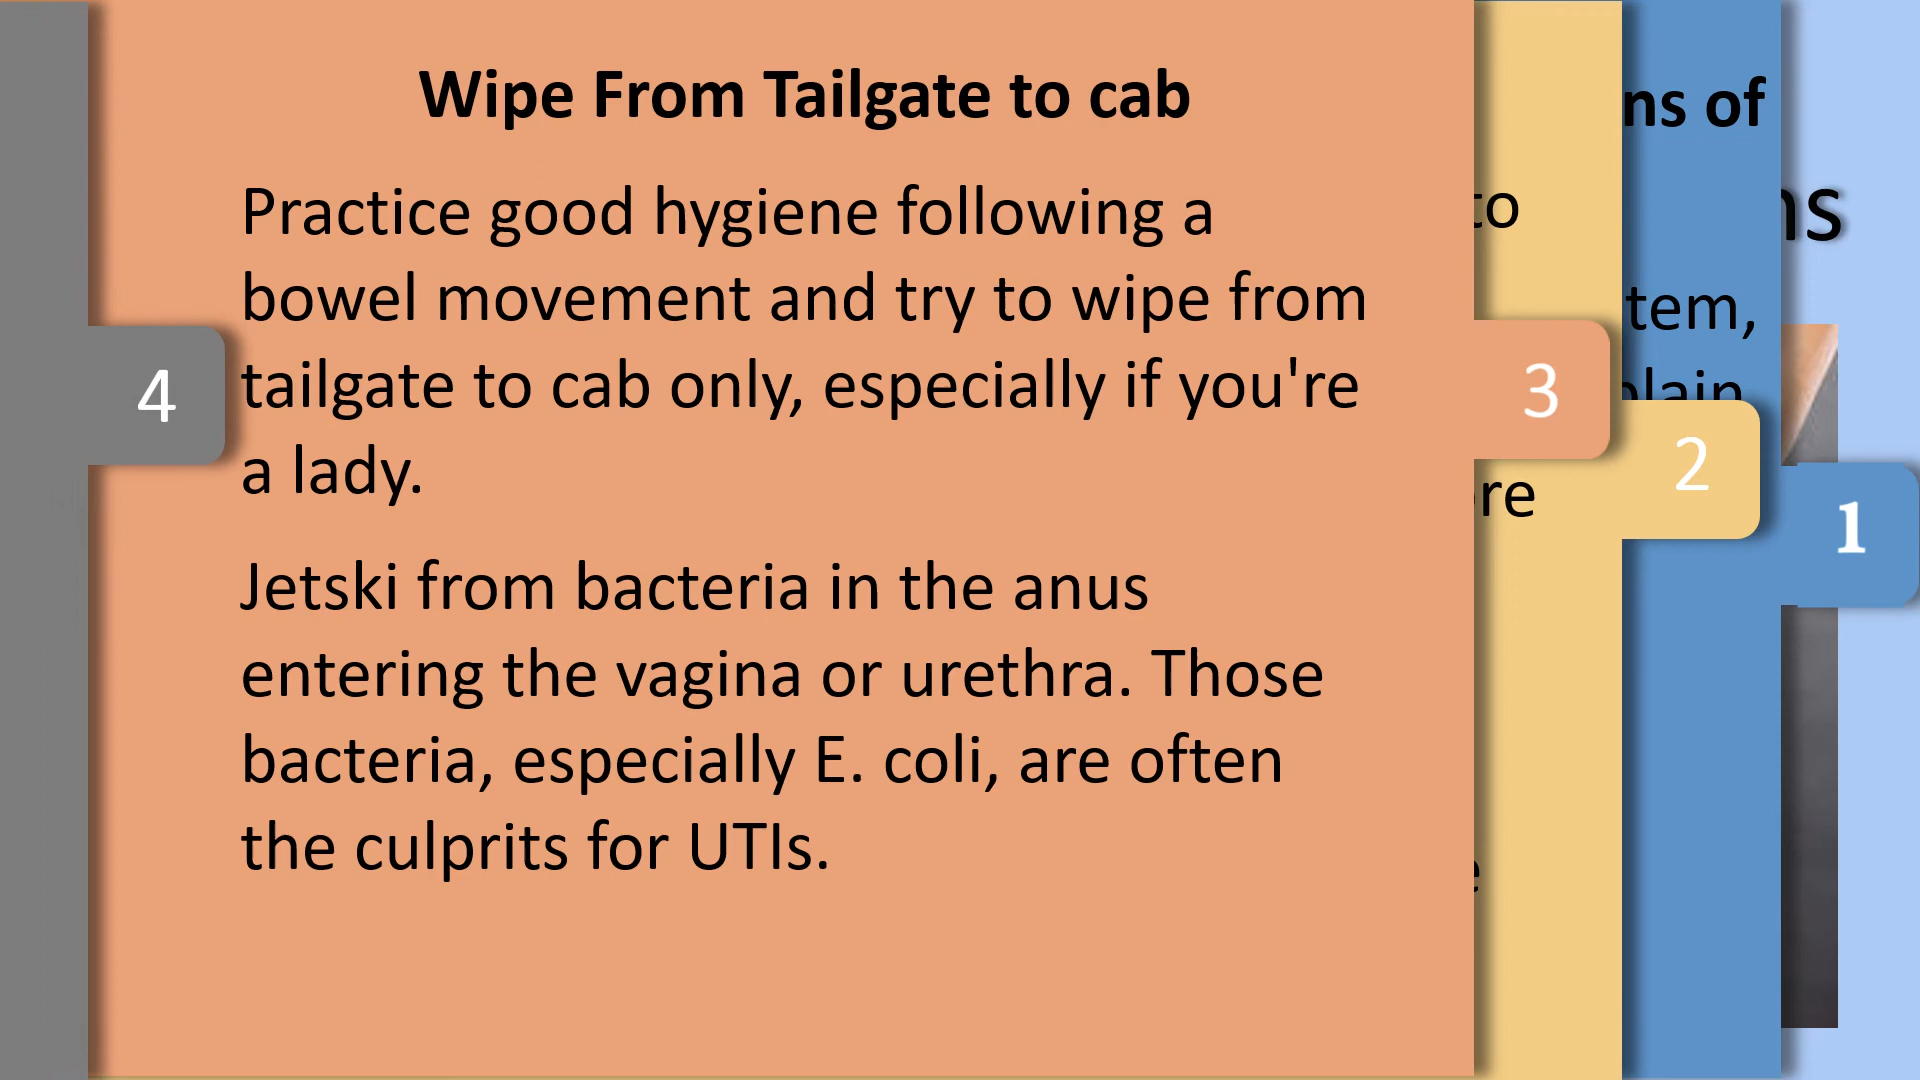 Wipe From Tailgate to cab
Practice good hygiene following a
bowel movement and try to wipe from
tailgate to cab only, especially if you're
a lady.
Jetski from bacteria in the anus
entering the vagina or urethra. Those
bacteria, especially E. coli, are often
the culprits for UTIs.
4
3
2
1
to
re
ns of
tem,